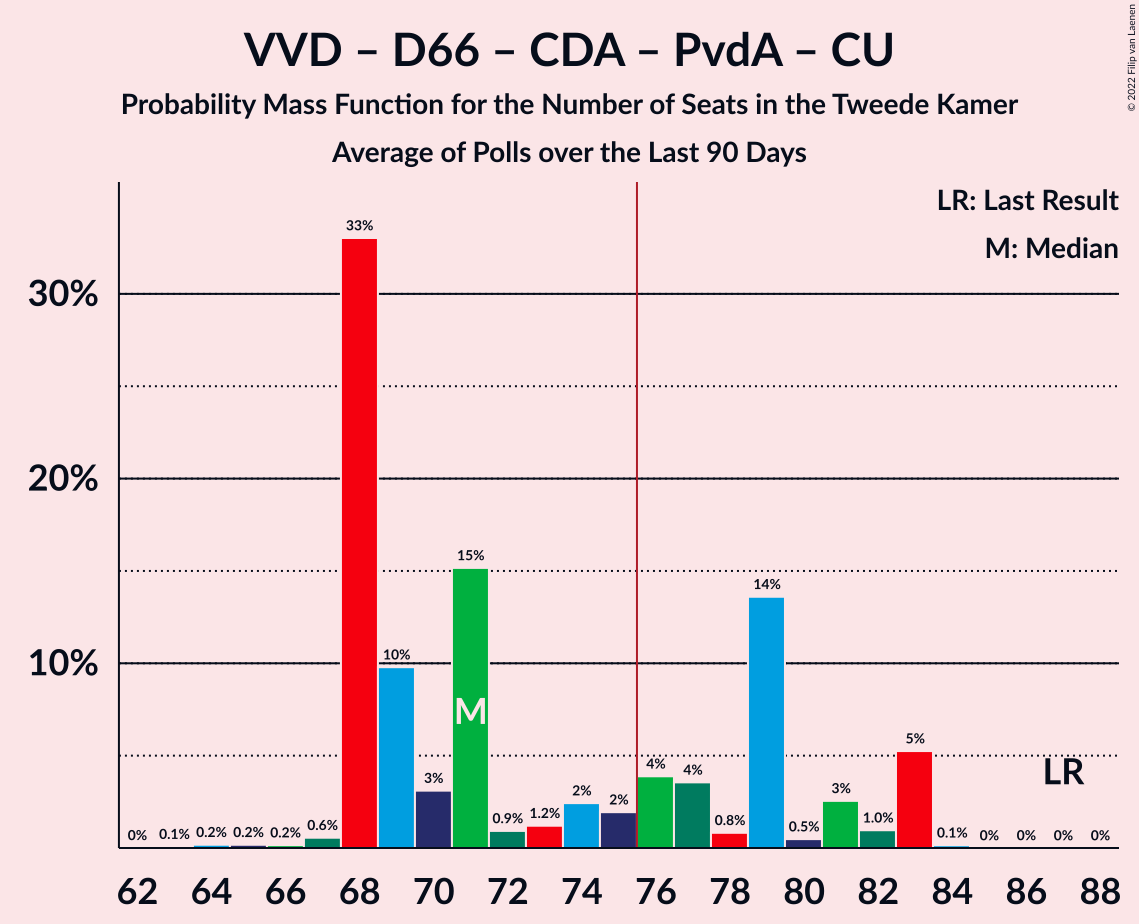 VVD – D66 – CDA – PvdA – CU
Probability Mass Function for the Number of Seats in the Tweede Kamer
Average of Polls over the Last 90 Days
© 2022 Filip van Laenen
LR: Last Result
M: Median
30%
20%
10%
0% 0.1% 0.2% 0.2% 0.2% 0.6% 33% 10% 3% 15% 0.9% 1.2% 2% 2% 4% 4% 0.8% 14% 0.5% 3% 1.0% 5% 0.1% 0% 0% 0% 0%
M
LR
62 64 66 68 70 72 74 76 78 80 82 84 86 88